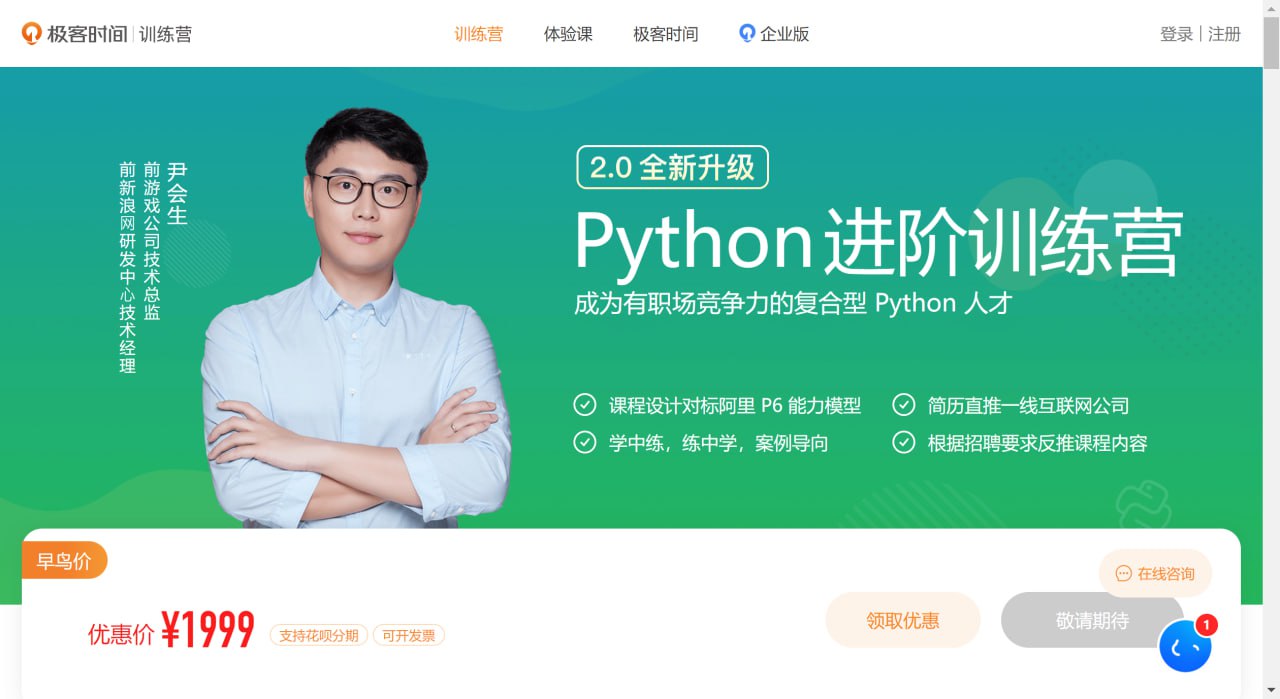 极客时间 | 训练营
训练营
体验课
极客时间
企业版
登录 | 注册
尹会生
前游戏公司技术总监
前新浪网研发中心技术经理
2.0 全新升级
Python 进阶训练营
成为有职场竞争力的复合型 Python 人才
课程设计对标阿里 P6 能力模型
简历直推一线互联网公司
学中练，练中学，案例导向
根据招聘要求反推课程内容
早鸟价
在线咨询
优惠价 ¥1999
支持花呗分期
可开发票
领取优惠
敬请期待
1